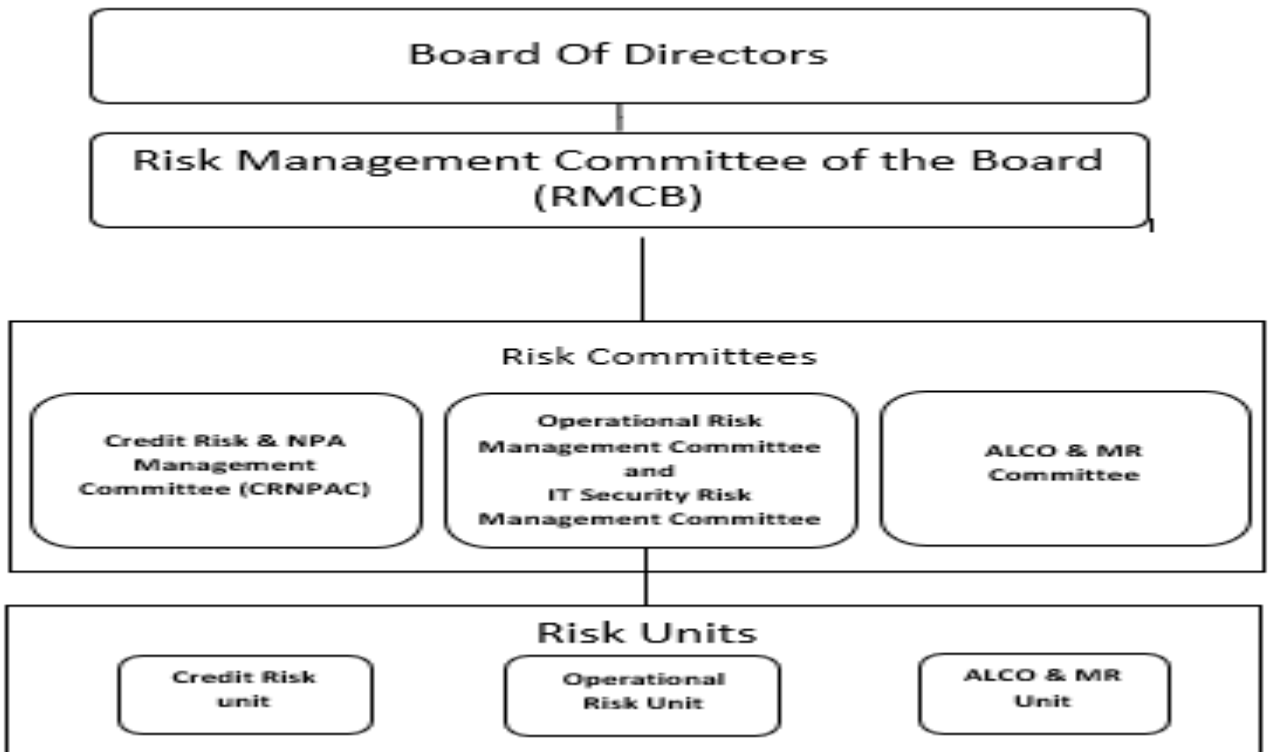 Board Of Directors
Risk Management Committee of the Board
(RMCB)
Risk Committees
Credit Risk & NPA
Management
Committee (CRNPAC)
Operational Risk
Management Committee
and
IT Security Risk
Management Committee
ALCO & MR
Committee
Risk Units
Credit Risk
unit
Operational
Risk Unit
ALCO & MR
Unit